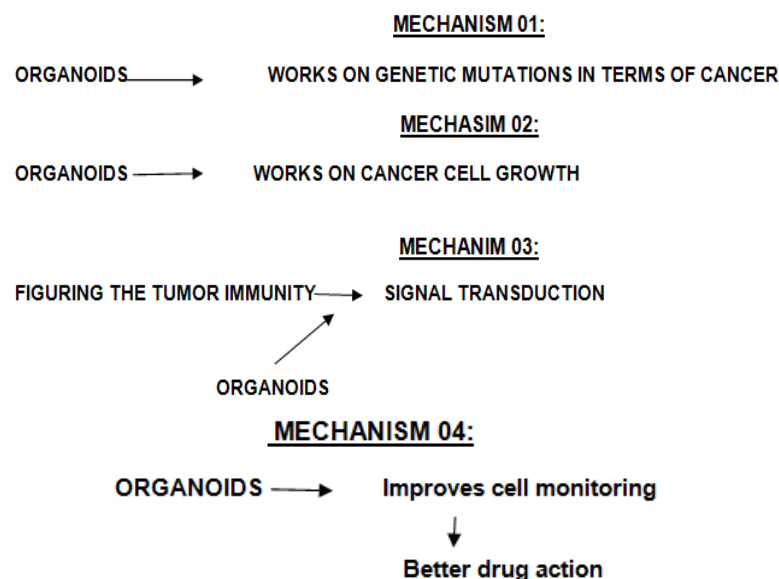 MECHANISM 01:
ORGANOIDS WORKS ON GENETIC MUTATIONS IN TERMS OF CANCER
MECHASIM 02:
ORGANOIDS WORKS ON CANCER CELL GROWTH
MECHANIM 03:
FIGURING THE TUMOR IMMUNITY SIGNAL TRANSDUCTION
ORGANOIDS
MECHANISM 04:
ORGANOIDS Improves cell monitoring
Better drug action